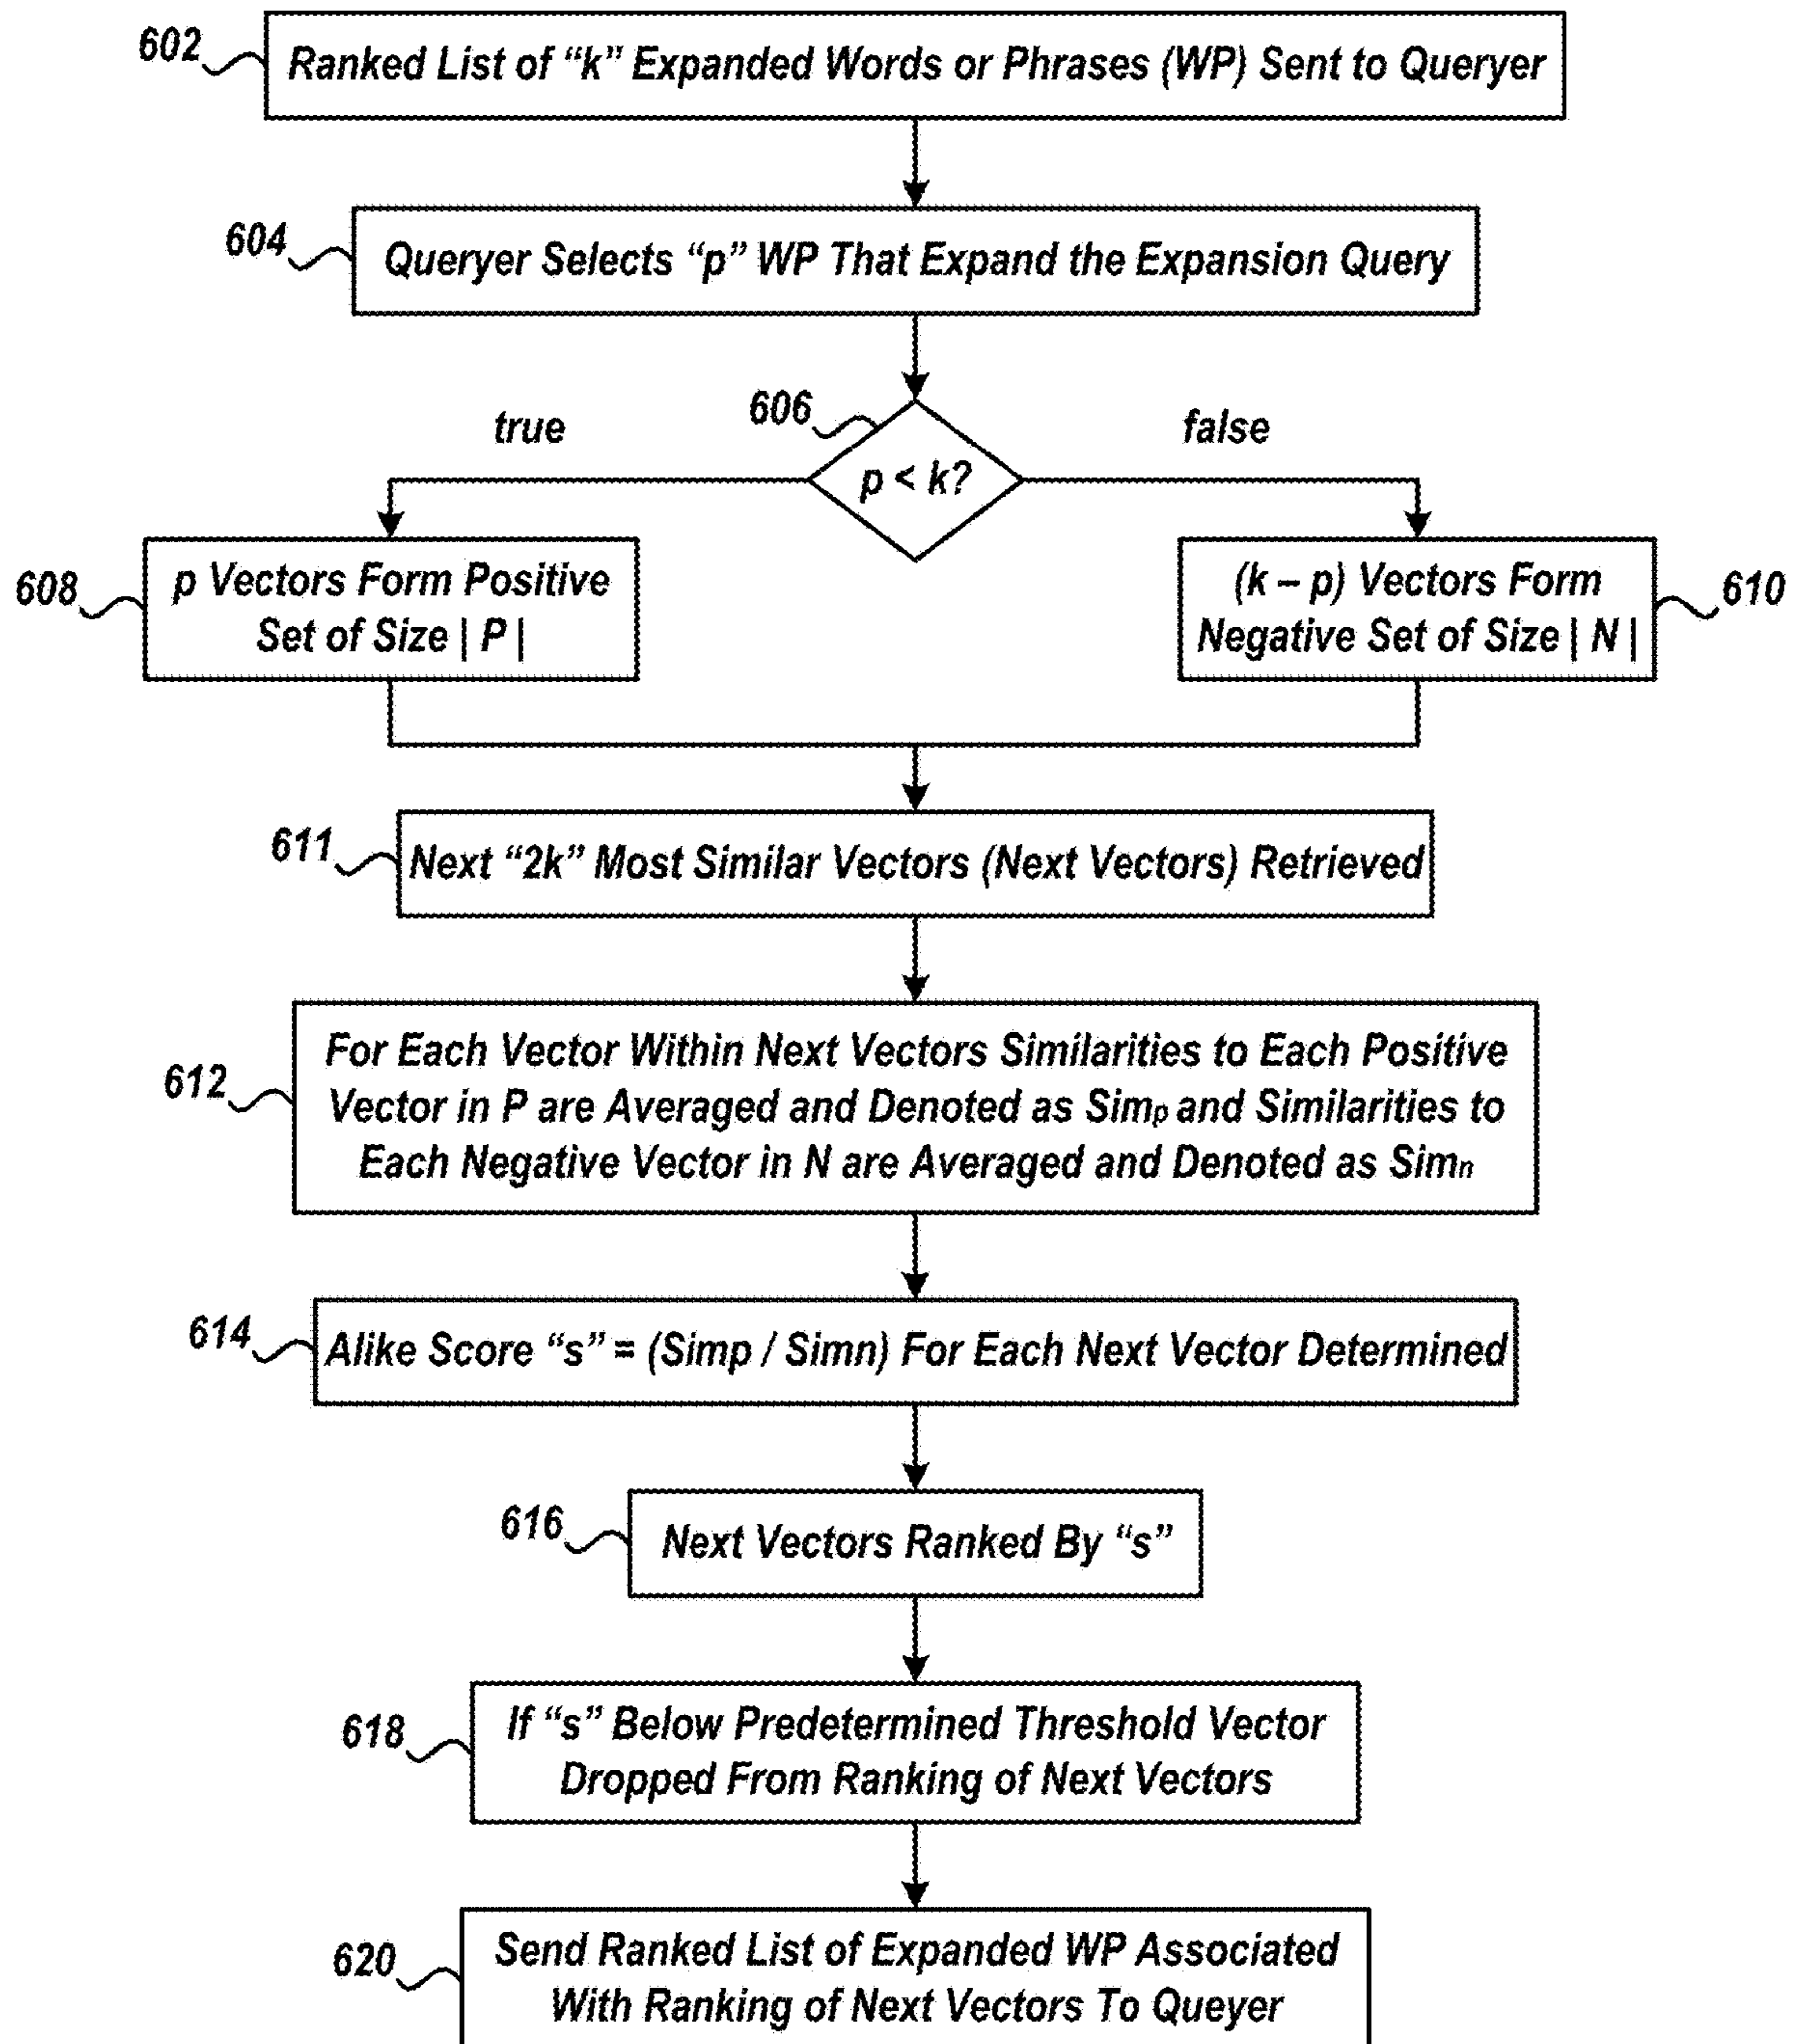 602
Ranked List of “k” Expanded Words or Phrases (WP) Sent to Queryer
604
Queryer Selects “p” WP That Expand the Expansion Query
606
true
false
p < k?
608
p Vectors Form Positive
Set of Size | P |
(k – p) Vectors Form
Negative Set of Size | N |
610
611
Next “2k” Most Similar Vectors (Next Vectors) Retrieved
612
For Each Vector Within Next Vectors Similarities to Each Positive
Vector in P are Averaged and Denoted as Simp and Similarities to
Each Negative Vector in N are Averaged and Denoted as Simn
614
Alike Score “s” = (Simp / Simn) For Each Next Vector Determined
616
Next Vectors Ranked By “s”
618
If “s” Below Predetermined Threshold Vector
Dropped From Ranking of Next Vectors
620
Send Ranked List of Expanded WP Associated
With Ranking of Next Vectors To Queyer